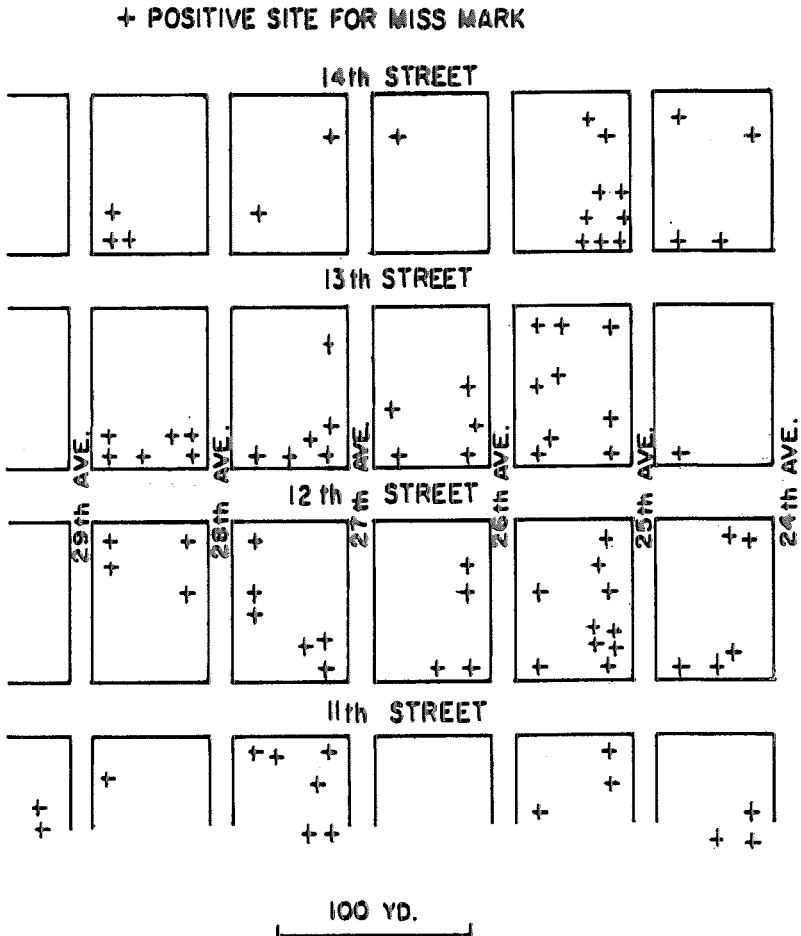 + POSITIVE SITE FOR MISS MARK
14th STREET
13th STREET
29th AVE.
28th AVE.
27th AVE.
26th AVE.
25th AVE.
24th AVE.
12th STREET
11th STREET
100 YD.